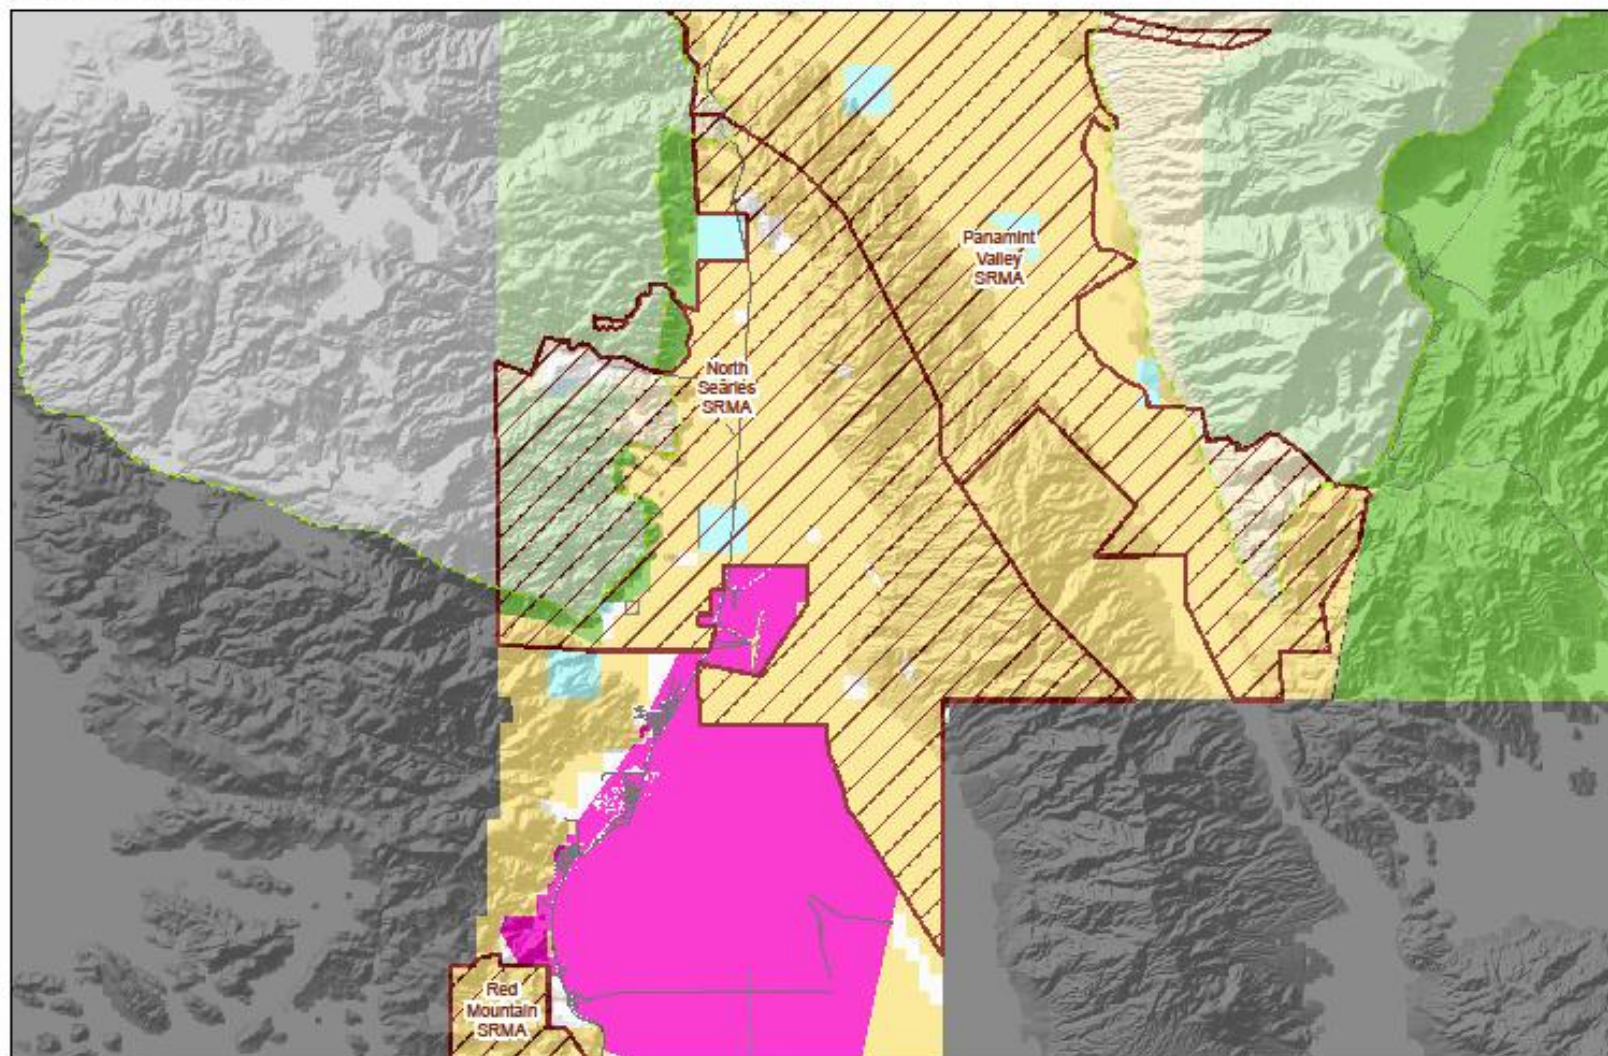 Panamint
Valley
SRMA
North
Searles
SRMA
Red
Mountain
SRMA